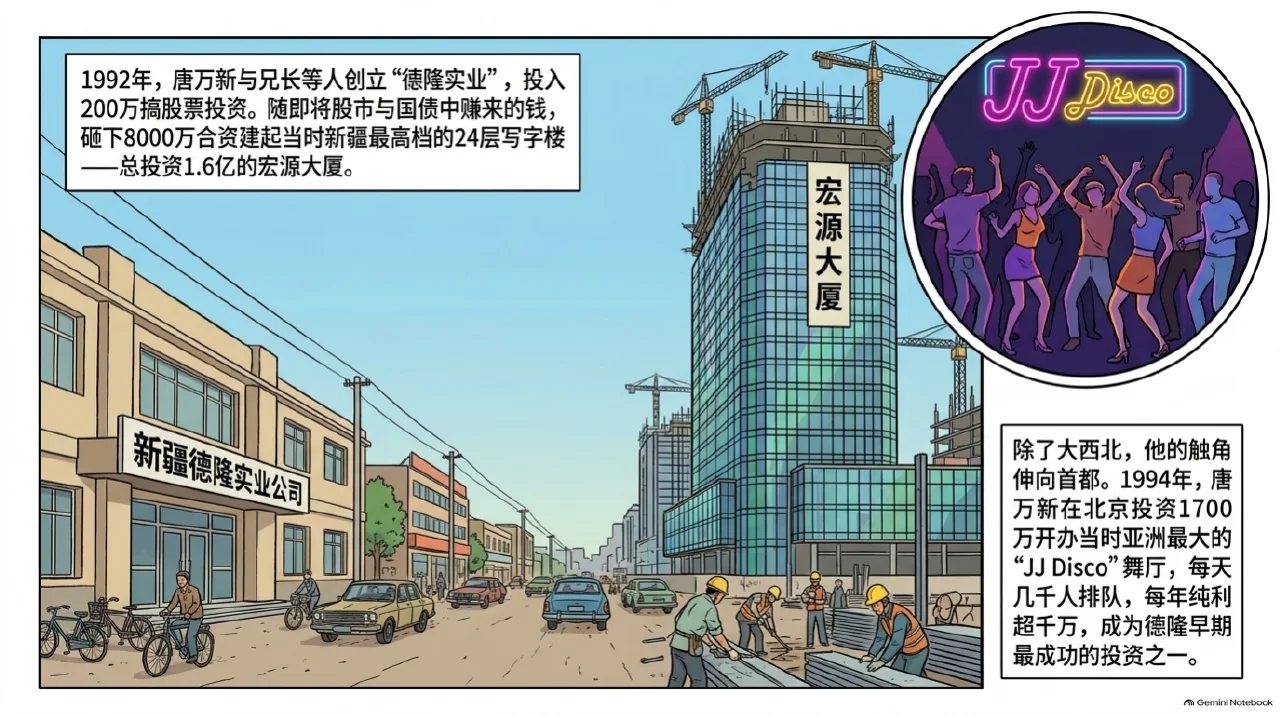 1992年，唐万新与兄长等人创立“德隆实业”，投入
200万搞股票投资。随即将股市与国债中赚来的钱，
砸下8000万合资建起当时新疆最高档的24层写字楼
——总投资1.6亿的宏源大厦。
JJ Disco
宏源大厦
新疆德隆实业公司
除了大西北，他的触角
伸向首都。1994年，唐
万新在北京投资1700
万开办当时亚洲最大的
“JJ Disco”舞厅，每天
几千人排队，每年纯利
超千万，成为德隆早期
最成功的投资之一。
Gemini Notebook